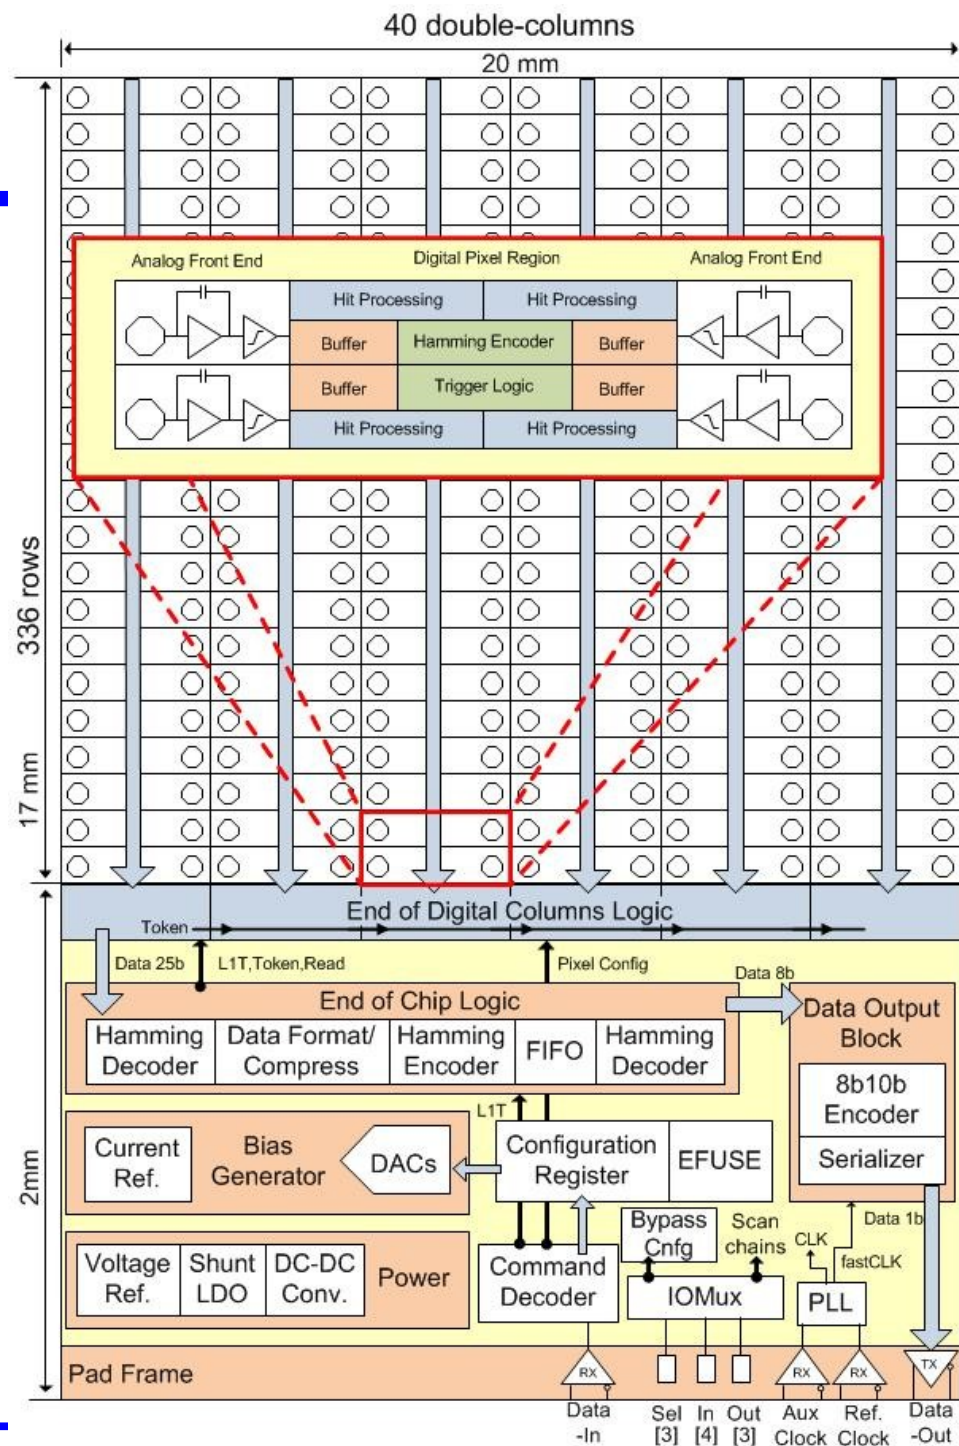 40 double-columns
20 mm
Analog Front End
Digital Pixel Region
Analog Front End
Hit Processing
Hit Processing
Buffer
Hamming Encoder
Buffer
Buffer
Trigger Logic
Buffer
Hit Processing
Hit Processing
336 rows
17 mm
End of Digital Columns Logic
Token
Data 25b
L1T,Token,Read
Pixel Config
Data 8b
End of Chip Logic
Hamming
Decoder
Data Format/
Compress
Hamming
Encoder
FIFO
Hamming
Decoder
Data Output
Block
8b10b
Encoder
Serializer
L1T
Current
Ref.
Bias
Generator
DACs
Configuration
Register
EFUSE
2mm
Bypass
Cnfg
Scan
chains
CLK
Data 1b
fastCLK
Voltage
Ref.
Shunt
LDO
DC-DC
Conv.
Power
Command
Decoder
IOMux
PLL
Pad Frame
RX
RX
RX
TX
Data
-In
Sel
[3]
In
[4]
Out
[3]
Aux
Clock
Ref.
Clock
Data
-Out